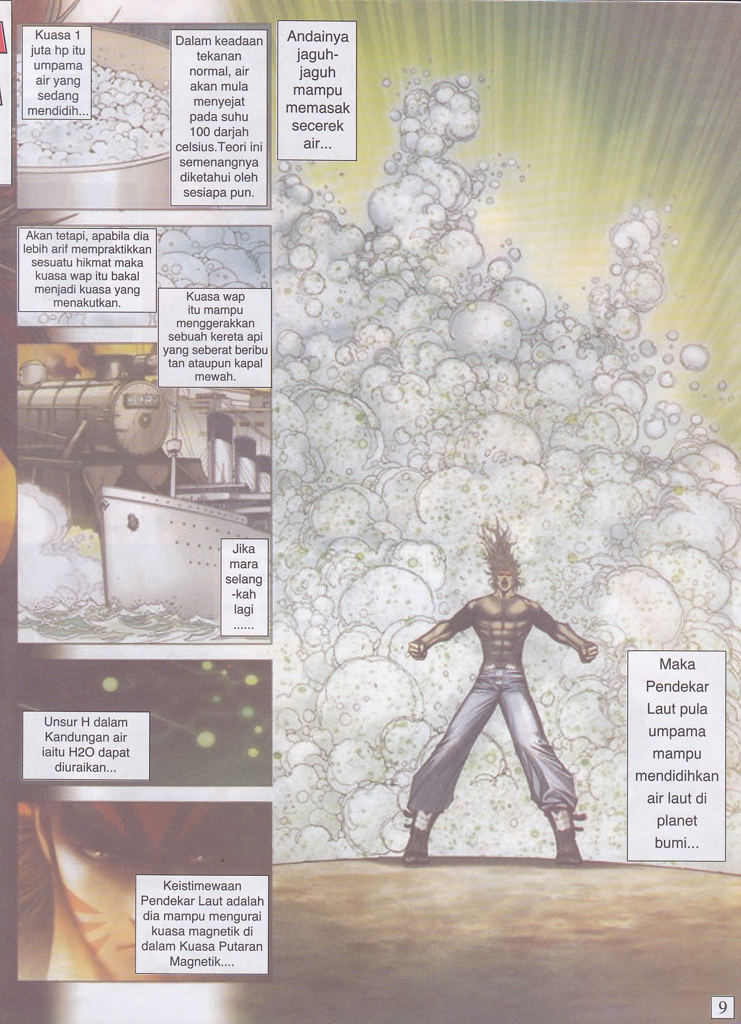 Kuasa 1
juta hp itu
umpama
air yang
sedang
mendidih...
Dalam keadaan
tekanan
normal, air
akan mula
menyejat
pada suhu
100 darjah
celsius.Teori ini
semenangnya
diketahui oleh
sesiapa pun.
Akan tetapi, apabila dia
lebih arif mempraktikkan
sesuatu hikmat maka
kuasa wap itu bakal
menjadi kuasa yang
menakutkan.
Kuasa wap
itu mampu
menggerakkan
sebuah kereta api
yang seberat beribu
tan ataupun kapal
mewah.
Jika
mara
selang
-kah
lagi
......
Unsur H dalam
Kandungan air
iaitu H2O dapat
diuraikan...
Keistimewaan
Pendekar Laut adalah
dia mampu mengurai
kuasa magnetik di
dalam Kuasa Putaran
Magnetik....
Andainya
jaguh-
jaguh
mampu
memasak
secerek
air...
Maka
Pendekar
Laut pula
umpama
mampu
mendidihkan
air laut di
planet
bumi...
9